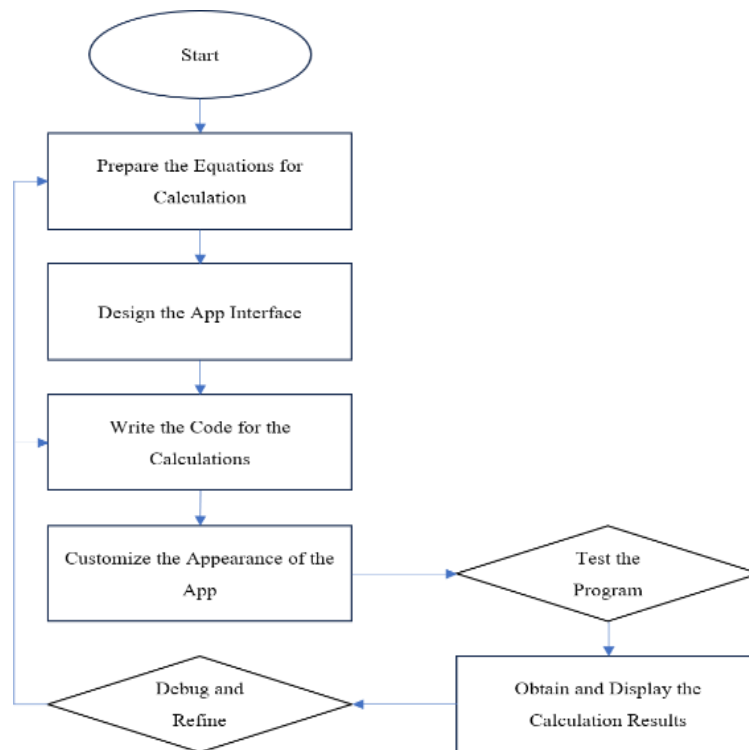 Start
Prepare the Equations for
Calculation
Design the App Interface
Write the Code for the
Calculations
Customize the Appearance of the
App
Test the
Program
Obtain and Display the
Calculation Results
Debug and
Refine